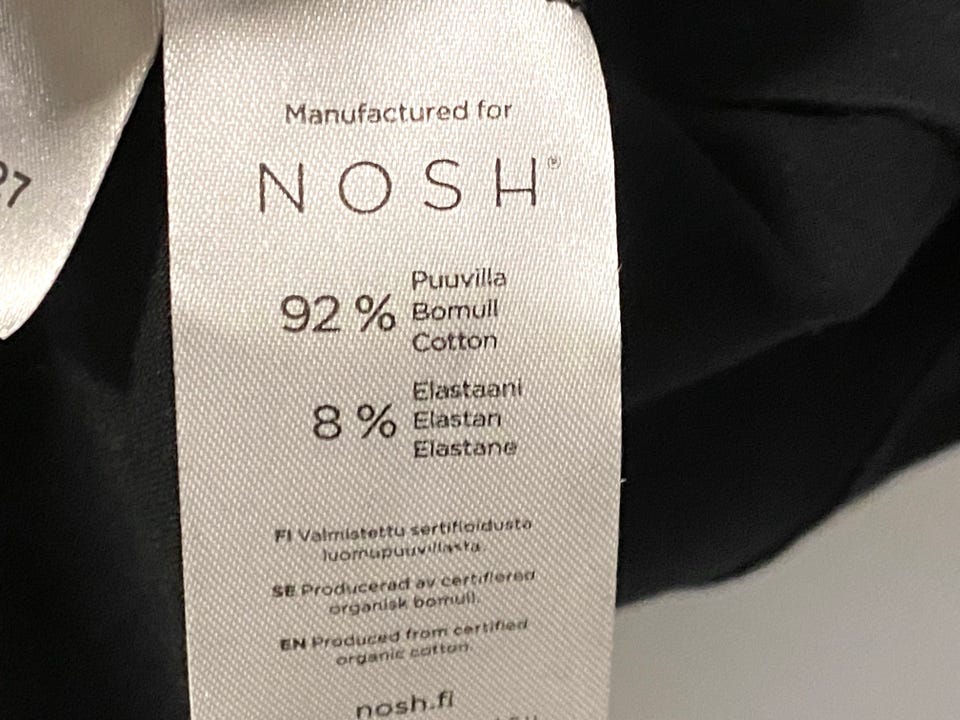 Manufactured for
NOSH®
92 % Puuvilla
Bomull
Cotton
8 % Elastaani
Elastan
Elastane
FI Valmistettu sertifioidusta
luomupuuvillasta.
SE Producerad av certifierad
organisk bomull.
EN Produced from certified
organic cotton.
nosh.fi